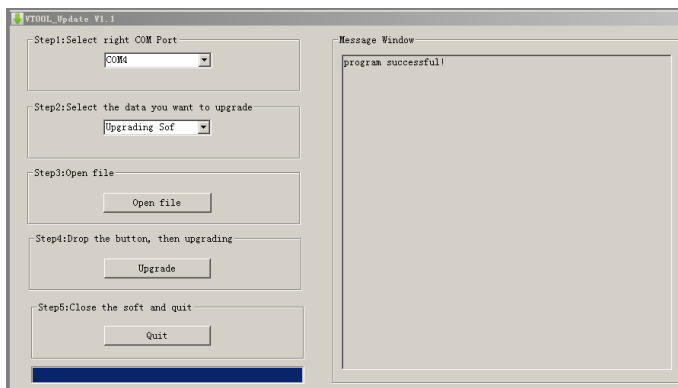 VTOOL_Update V1.1
Step1:Select right COM Port
COM4
Step2:Select the data you want to upgrade
Upgrading Sof
Step3:Open file
Open file
Step4:Drop the button, then upgrading
Upgrade
Step5:Close the soft and quit
Quit
Message Window
program successful!